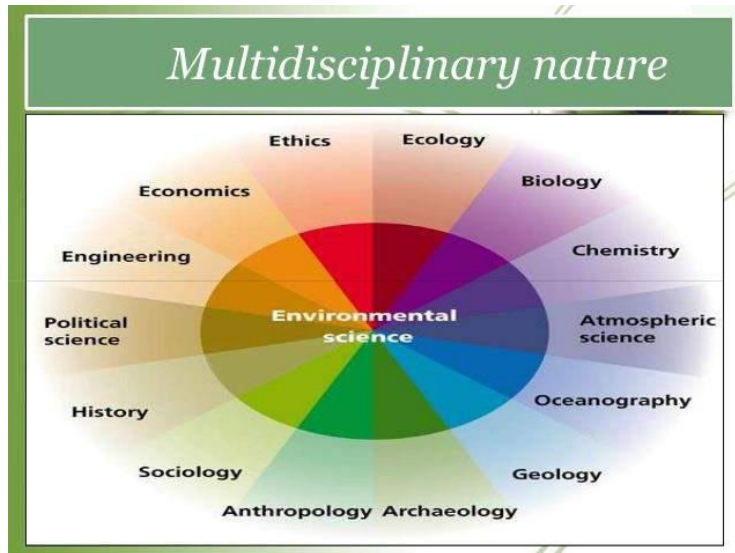 Multidisciplinary nature
Ethics
Ecology
Economics
Biology
Engineering
Chemistry
Environmental
science
Political
science
Atmospheric
science
History
Oceanography
Sociology
Geology
Anthropology
Archaeology